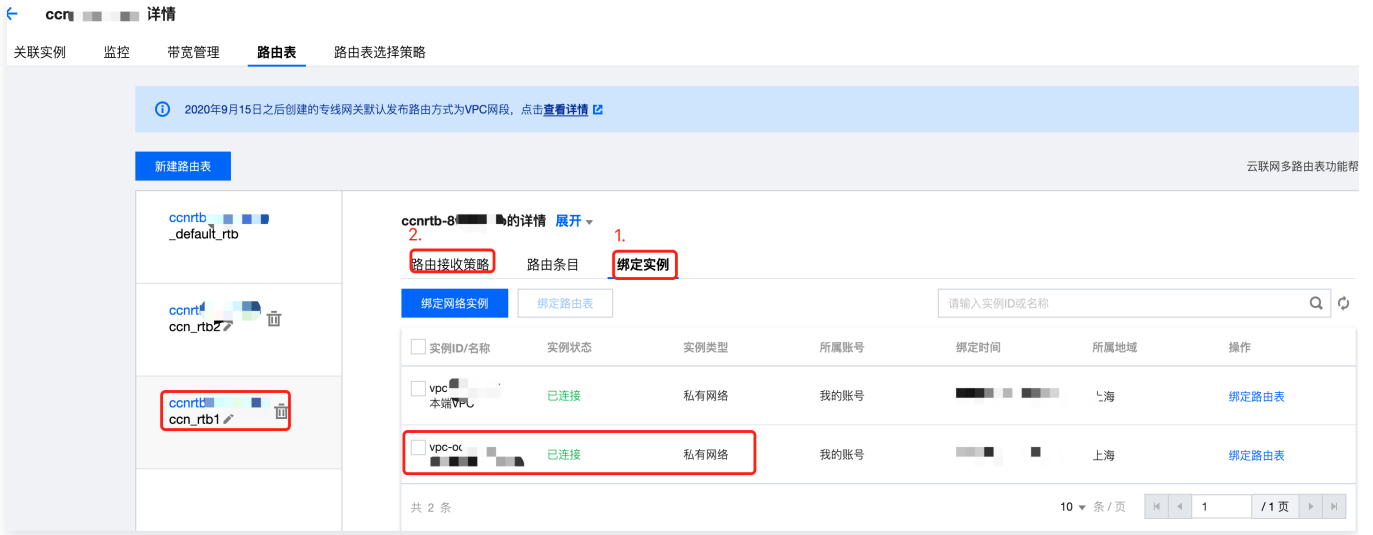 详情
关联实例 监控 带宽管理 路由表 路由表选择策略
2020年9月15日之后创建的专线网关默认发布路由方式为VPC网段，点击查看详情
新建路由表 云联网多路由表功能帮
ccnrtb
_default_rtb
ccn_rtb2
ccnrtb
ccn_rtb1
的详情 展开
2. 1.
路由接收策略 路由条目 绑定实例
绑定网络实例 绑定路由表 请输入实例ID或名称
实例ID/名称 实例状态 实例类型 所属账号 绑定时间 所属地域 操作
vpc
本端VPC 已连接 私有网络 我的账号 上海 绑定路由表
已连接 私有网络 我的账号 上海 绑定路由表
共 2 条 10 条 / 页 1 / 1 页